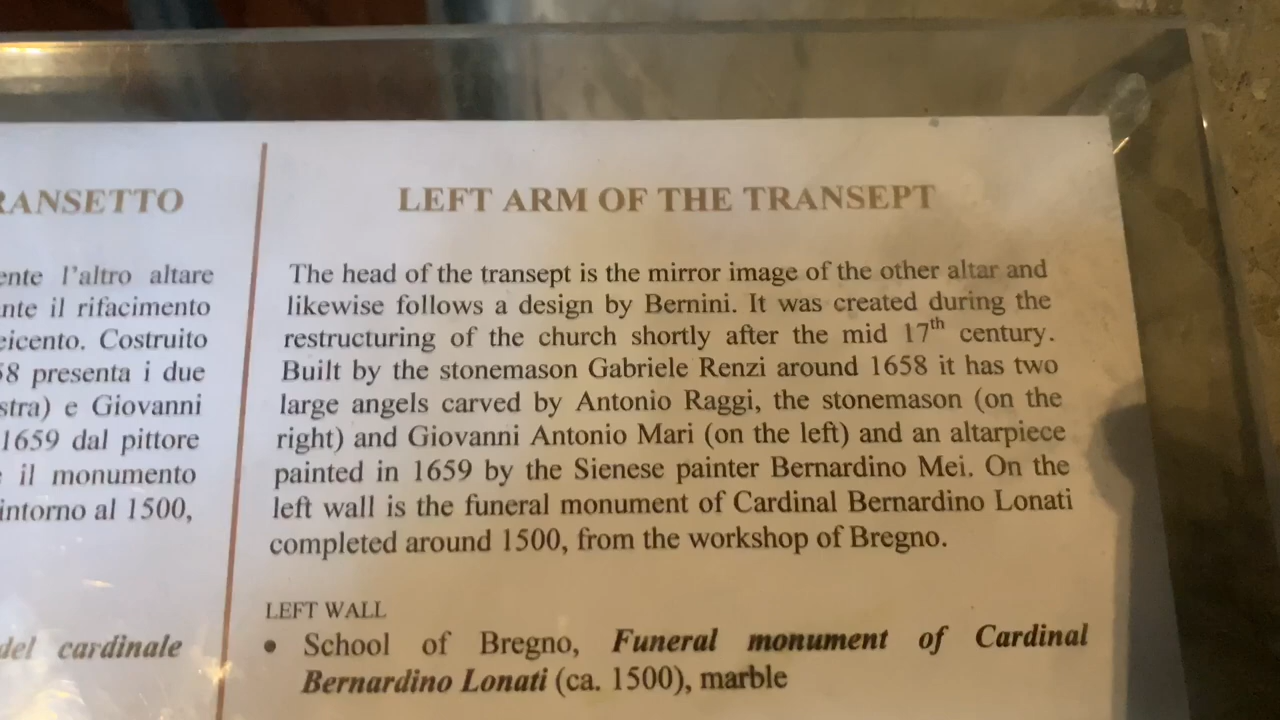 RANSETTO
ente l'altro altare
nte il rifacimento
eicento. Costruito
58 presenta i due
stra) e Giovanni
1659 dal pittore
e il monumento
intorno al 1500,
del cardinale
LEFT ARM OF THE TRANSEPT
The head of the transept is the mirror image of the other altar and
likewise follows a design by Bernini. It was created during the
restructuring of the church shortly after the mid 17th century.
Built by the stonemason Gabriele Renzi around 1658 it has two
large angels carved by Antonio Raggi, the stonemason (on the
right) and Giovanni Antonio Mari (on the left) and an altarpiece
painted in 1659 by the Sienese painter Bernardino Mei. On the
left wall is the funeral monument of Cardinal Bernardino Lonati
completed around 1500, from the workshop of Bregno.
LEFT WALL
• School of Bregno, Funeral monument of Cardinal
Bernardino Lonati (ca. 1500), marble